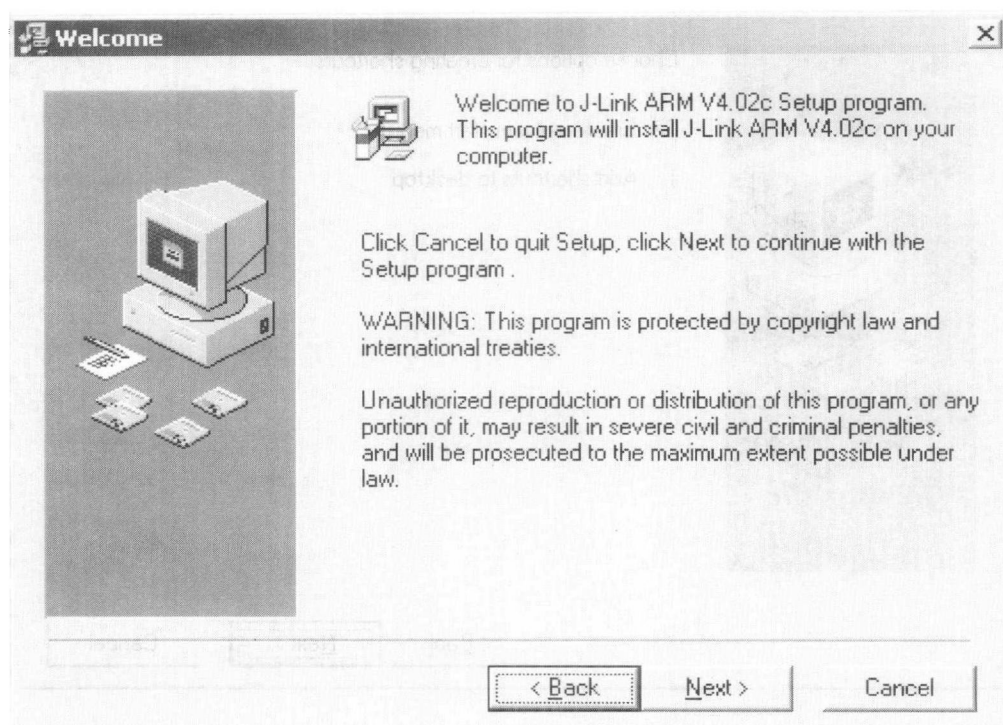 Welcome
Welcome to J-Link ARM V4.02c Setup program.
This program will install J-Link ARM V4.02c on your
computer.
Click Cancel to quit Setup, click Next to continue with the
Setup program .
WARNING: This program is protected by copyright law and
international treaties.
Unauthorized reproduction or distribution of this program, or any
portion of it, may result in severe civil and criminal penalties,
and will be prosecuted to the maximum extent possible under
law.
< Back
Next >
Cancel